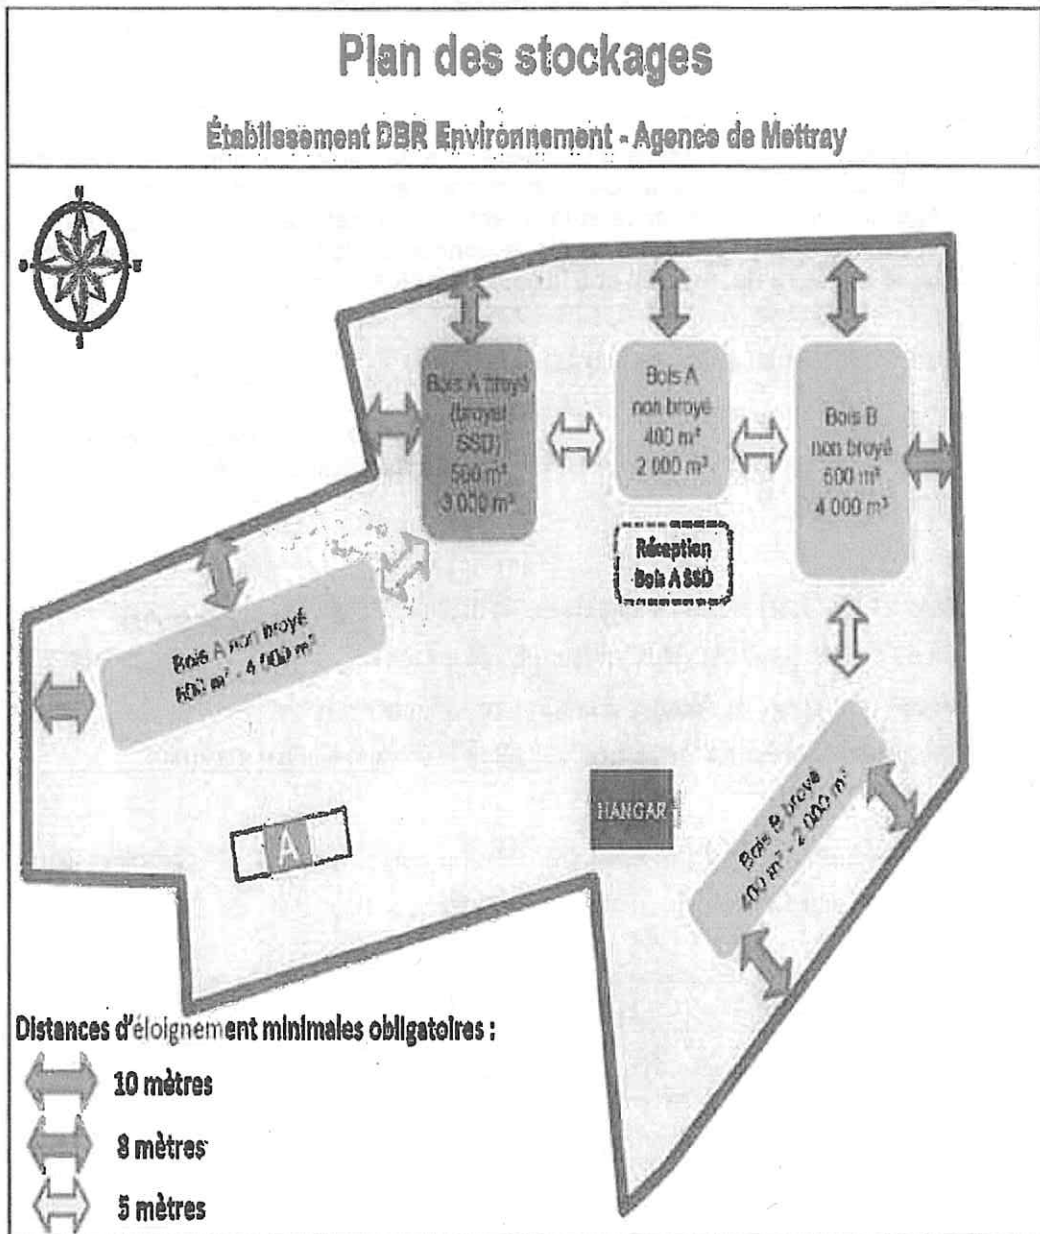 Plan des stockages
Établissement DBR Environnement - Agence de Mettray
N
S
Bois A broyé
(broyat
SSD)
500 m²
3 000 m³
Bois A
non broyé
400 m²
2 000 m³
Bois B
non broyé
600 m²
4 000 m³
Réception
Bois A SSD
Bois A non broyé
600 m² - 4 000 m³
HANGAR
A
Bois B broyé
400 m² - 2 000 m³
Distances d'éloignement minimales obligatoires :
10 mètres
8 mètres
5 mètres